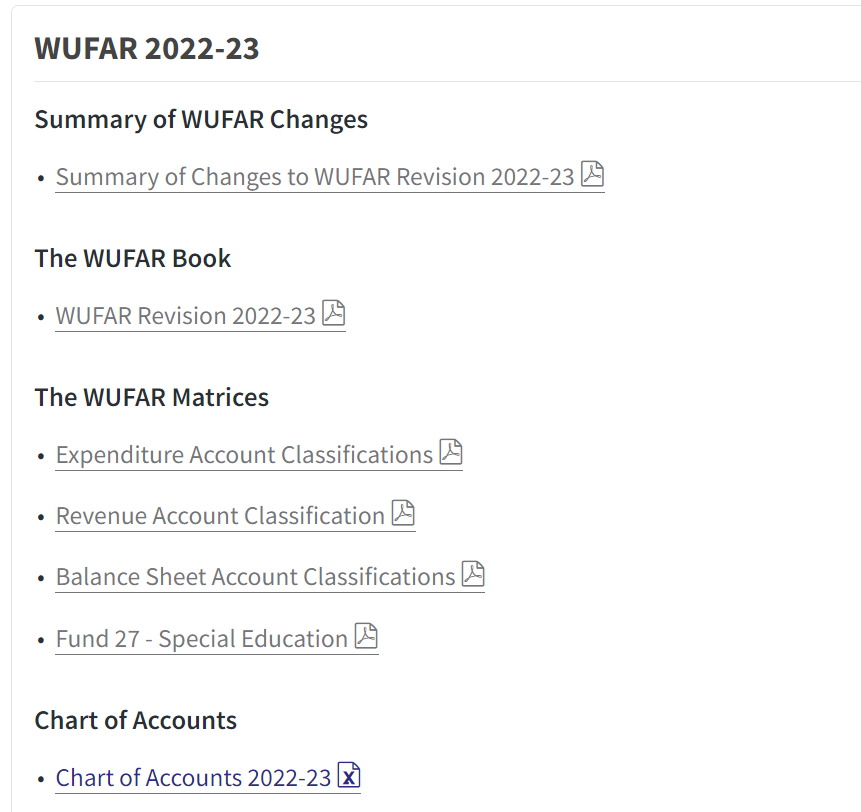 WUFAR 2022-23
Summary of WUFAR Changes
• Summary of Changes to WUFAR Revision 2022-23
The WUFAR Book
• WUFAR Revision 2022-23
The WUFAR Matrices
• Expenditure Account Classifications
• Revenue Account Classification
• Balance Sheet Account Classifications
• Fund 27 - Special Education
Chart of Accounts
• Chart of Accounts 2022-23